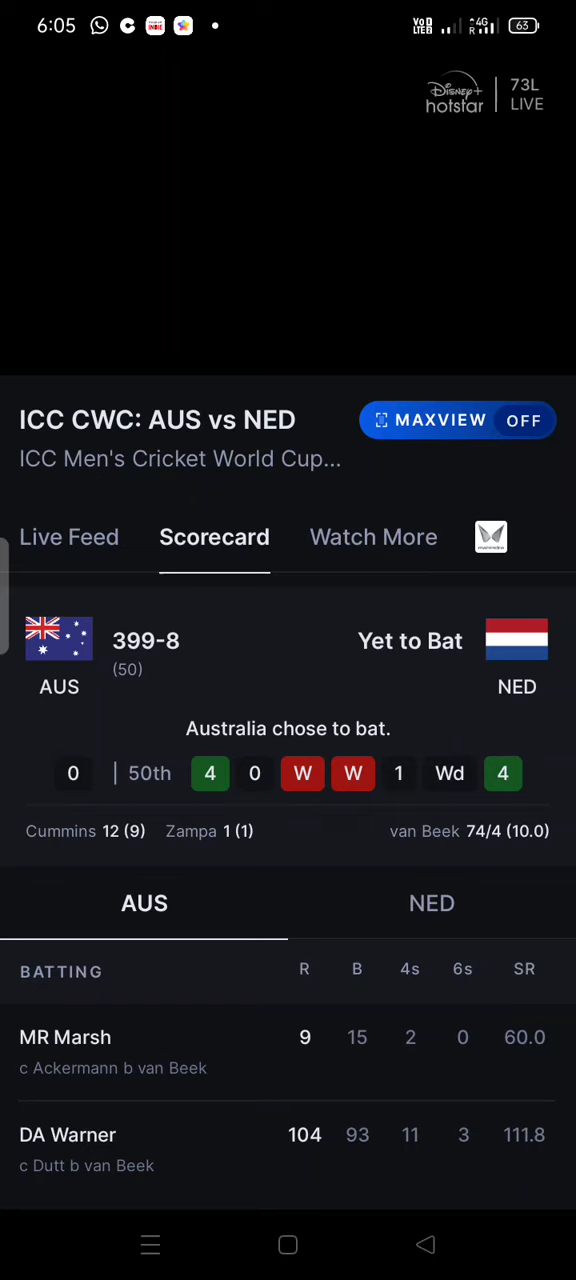 6:05 Vo LTE 2 4G R 63
Disney+ hotstar 73L LIVE
ICC CWC: AUS vs NED
MAXVIEW OFF
ICC Men's Cricket World Cup...
Live Feed Scorecard Watch More mahindra
399-8 Yet to Bat
(50)
AUS NED
Australia chose to bat.
0 | 50th 4 0 W W 1 Wd 4
Cummins 12 (9) Zampa 1 (1) van Beek 74/4 (10.0)
AUS NED
BATTING R B 4s 6s SR
MR Marsh 9 15 2 0 60.0
c Ackermann b van Beek
DA Warner 104 93 11 3 111.8
c Dutt b van Beek